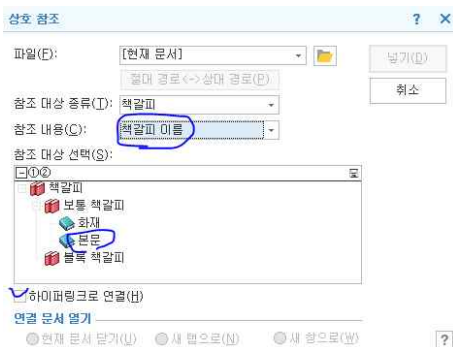 상호 참조 ? ×
파일(F): [현재 문서] 넣기(D)
절대 경로<->상대 경로(P)
취소
참조 대상 종류(T): 책갈피
참조 내용(C): 책갈피 이름
참조 대상 선택(S):
①②
책갈피
보통 책갈피
화재
본문
블록 책갈피
하이퍼링크로 연결(H)
연결 문서 열기
현재 문서 닫기(U) 새 탭으로(N) 새 창으로(W) ?